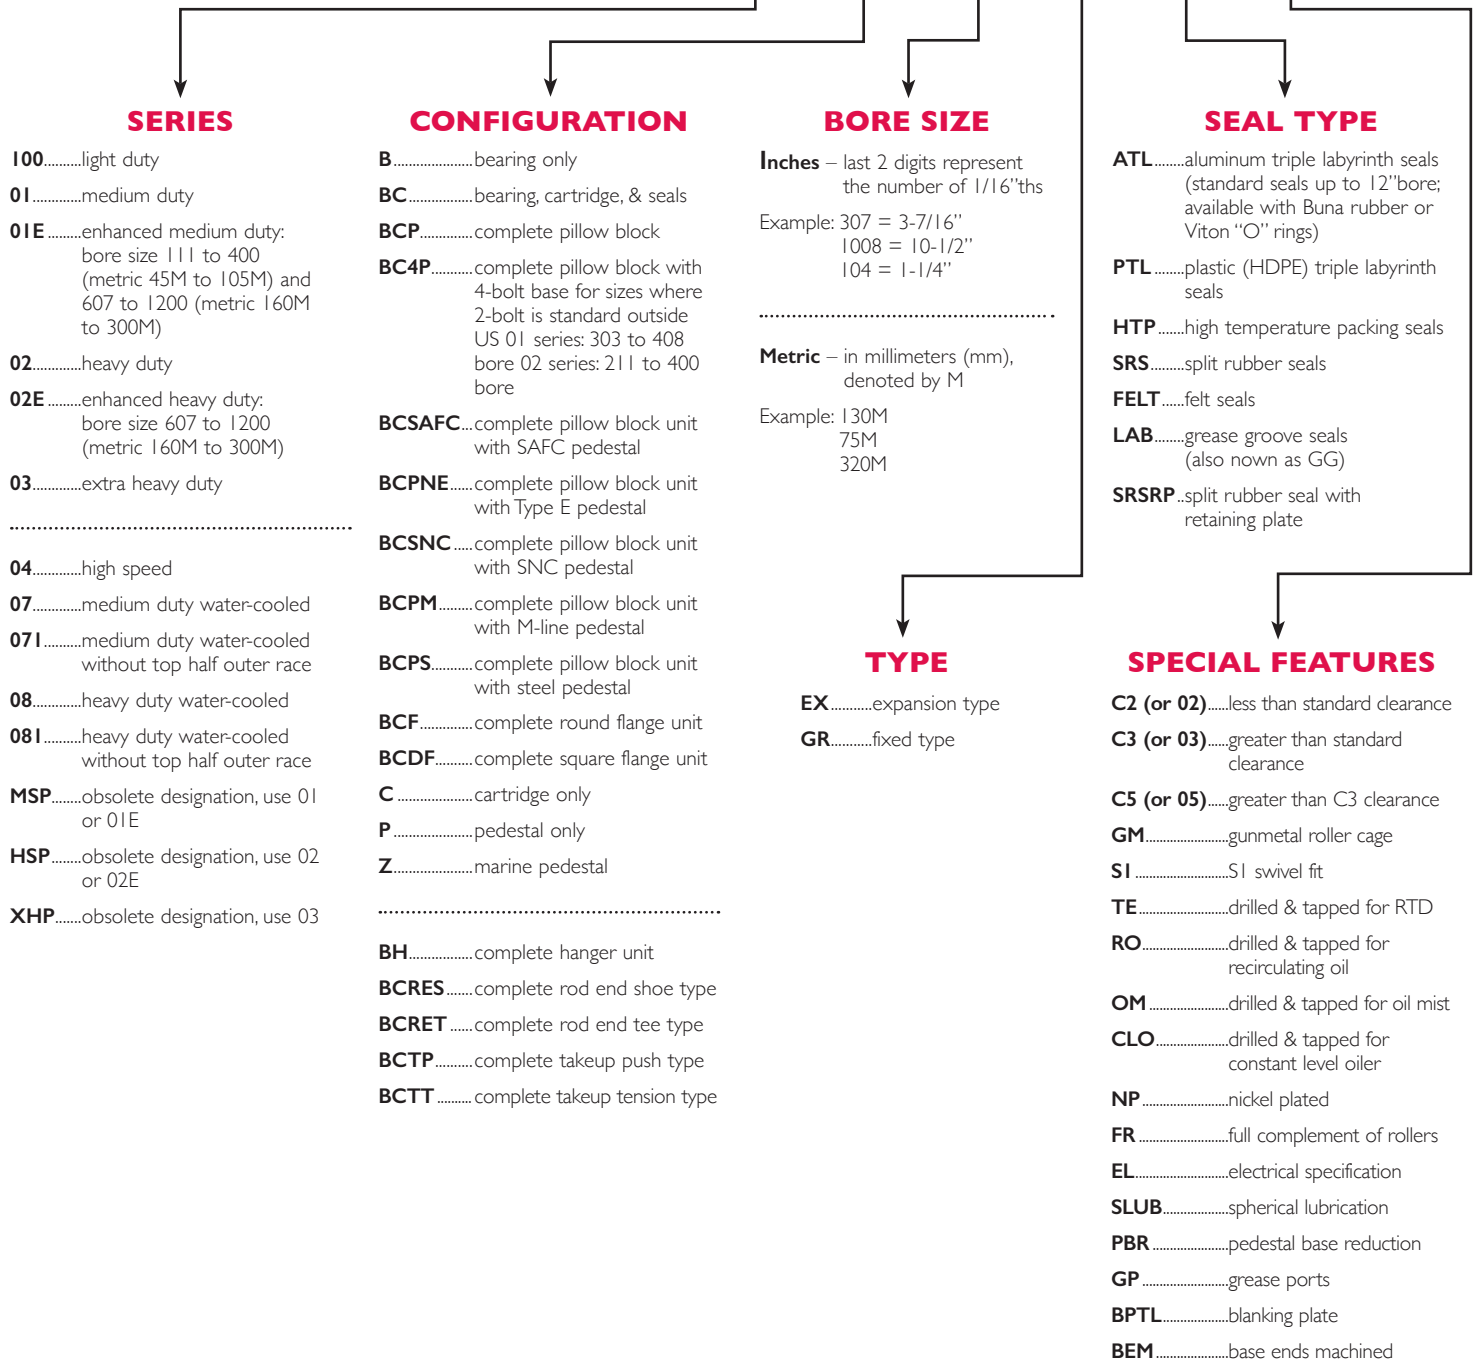 SERIES
100.........light duty
01.............medium duty
01E.........enhanced medium duty:
bore size 111 to 400
(metric 45M to 105M) and
607 to 1200 (metric 160M
to 300M)
02.............heavy duty
02E.........enhanced heavy duty:
bore size 607 to 1200
(metric 160M to 300M)
03.............extra heavy duty
04.............high speed
07.............medium duty water-cooled
071..........medium duty water-cooled
without top half outer race
08.............heavy duty water-cooled
081..........heavy duty water-cooled
without top half outer race
MSP........obsolete designation, use 01
or 01E
HSP........obsolete designation, use 02
or 02E
XHP.......obsolete designation, use 03
CONFIGURATION
B.....................bearing only
BC.................bearing, cartridge, & seals
BCP..............complete pillow block
BC4P...........complete pillow block with
4-bolt base for sizes where
2-bolt is standard outside
US 01 series: 303 to 408
bore 02 series: 211 to 400
bore
BCSAFC...complete pillow block unit
with SAFC pedestal
BCPNE......complete pillow block unit
with Type E pedestal
BCSNC.....complete pillow block unit
with SNC pedestal
BCPM.........complete pillow block unit
with M-line pedestal
BCPS...........complete pillow block unit
with steel pedestal
BCF..............complete round flange unit
BCDF..........complete square flange unit
C....................cartridge only
P.....................pedestal only
Z.....................marine pedestal
BH.................complete hanger unit
BCRES.......complete rod end shoe type
BCRET......complete rod end tee type
BCTP..........complete takeup push type
BCTT..........complete takeup tension type
BORE SIZE
Inches – last 2 digits represent
the number of 1/16”ths
Example: 307 = 3-7/16”
1008 = 10-1/2”
104 = 1-1/4”
Metric – in millimeters (mm),
denoted by M
Example: 130M
75M
320M
TYPE
EX...........expansion type
GR...........fixed type
SEAL TYPE
ATL........aluminum triple labyrinth seals
(standard seals up to 12”bore;
available with Buna rubber or
Viton “O” rings)
PTL........plastic (HDPE) triple labyrinth
seals
HTP.......high temperature packing seals
SRS.........split rubber seals
FELT......felt seals
LAB........grease groove seals
(also nown as GG)
SRSRP..split rubber seal with
retaining plate
SPECIAL FEATURES
C2 (or 02)......less than standard clearance
C3 (or 03)......greater than standard
clearance
C5 (or 05)......greater than C3 clearance
GM.......................gunmetal roller cage
S1.........................S1 swivel fit
TE.........................drilled & tapped for RTD
RO.......................drilled & tapped for
recirculating oil
OM......................drilled & tapped for oil mist
CLO....................drilled & tapped for
constant level oiler
NP.......................nickel plated
FR........................full complement of rollers
EL.........................electrical specification
SLUB..................spherical lubrication
PBR.....................pedestal base reduction
GP.......................grease ports
BPTL..................blanking plate
BEM....................base ends machined